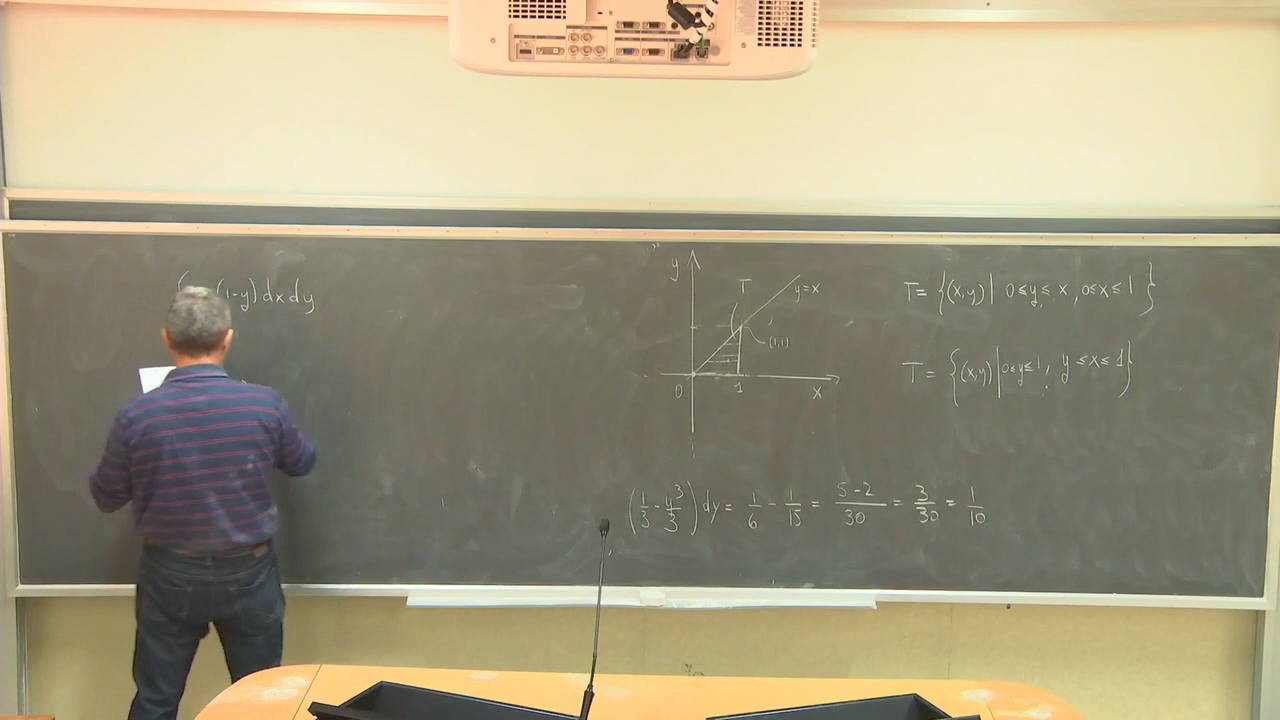 (1-y) dx dy
y
T
y=x
(1,1)
0
1
x
T = {(x,y) | 0≤y≤x, 0≤x≤1}
T = {(x,y) | 0≤y≤1, y≤x≤1}
(1/3 - y³/3) dy = 1/6 - 1/15 = (5-2)/30 = 3/30 = 1/10